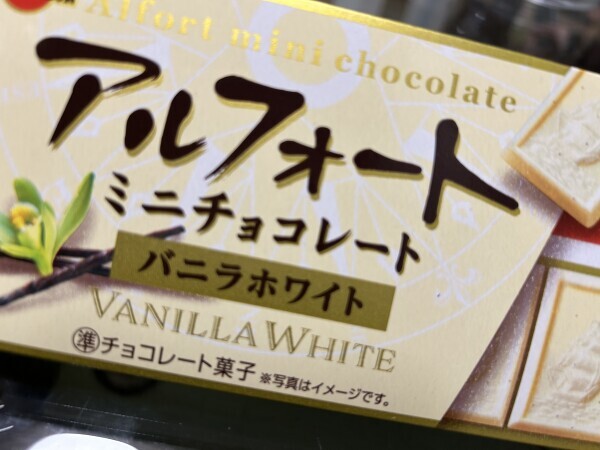 Alfort mini chocolate
アルフォート
ミニチョコレート
バニラホワイト
VANILLA WHITE
準チョコレート菓子 ※写真はイメージです。